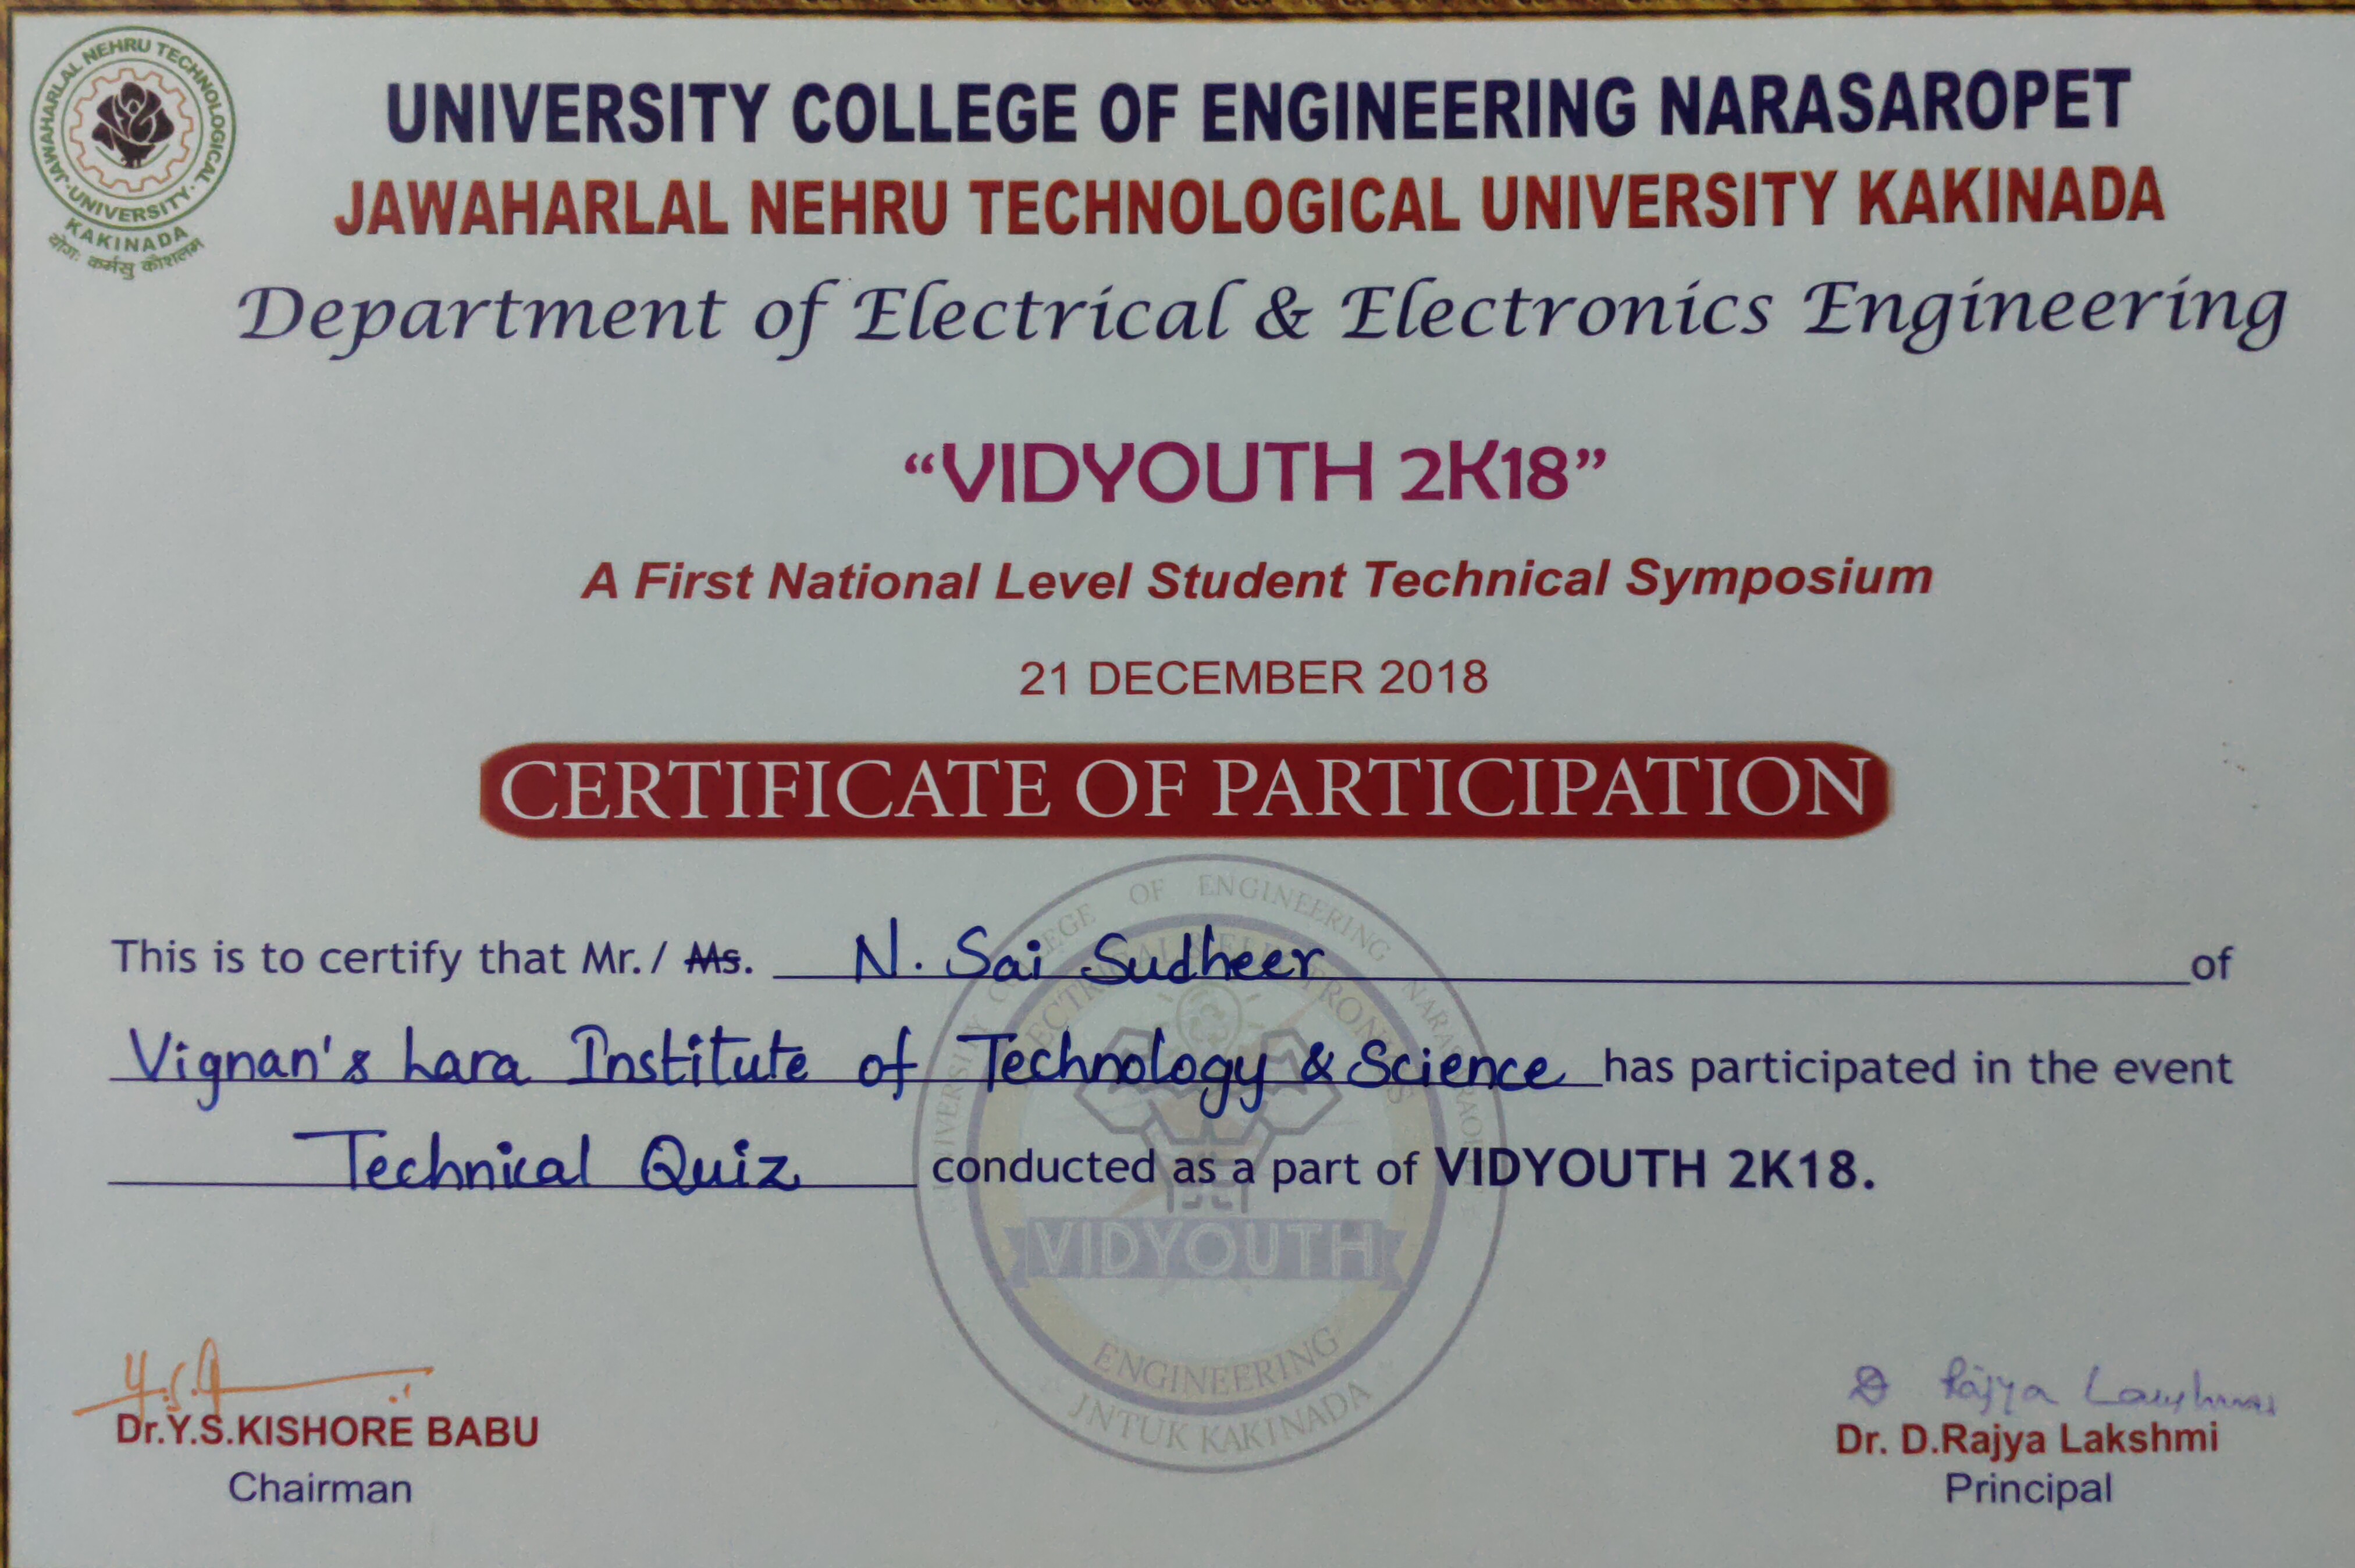 JAWAHARLAL NEHRU TECHNOLOGICAL
· UNIVERSITY ·
KAKINADA
योगः कर्मसु कौशलम्
UNIVERSITY COLLEGE OF ENGINEERING NARASAROPET
JAWAHARLAL NEHRU TECHNOLOGICAL UNIVERSITY KAKINADA
Department of Electrical & Electronics Engineering
“VIDYOUTH 2K18”
A First National Level Student Technical Symposium
21 DECEMBER 2018
CERTIFICATE OF PARTICIPATION
This is to certify that Mr. / Ms. N. Sai Sudheer of
Vignan's Lara Institute of Technology & Science has participated in the event
Technical Quiz conducted as a part of VIDYOUTH 2K18.
VIDYOUTH
ENGINEERING
JNTUK KAKINADA
D Rajya Lakshmi
Dr.Y.S.KISHORE BABU
Dr. D.Rajya Lakshmi
Chairman
Principal